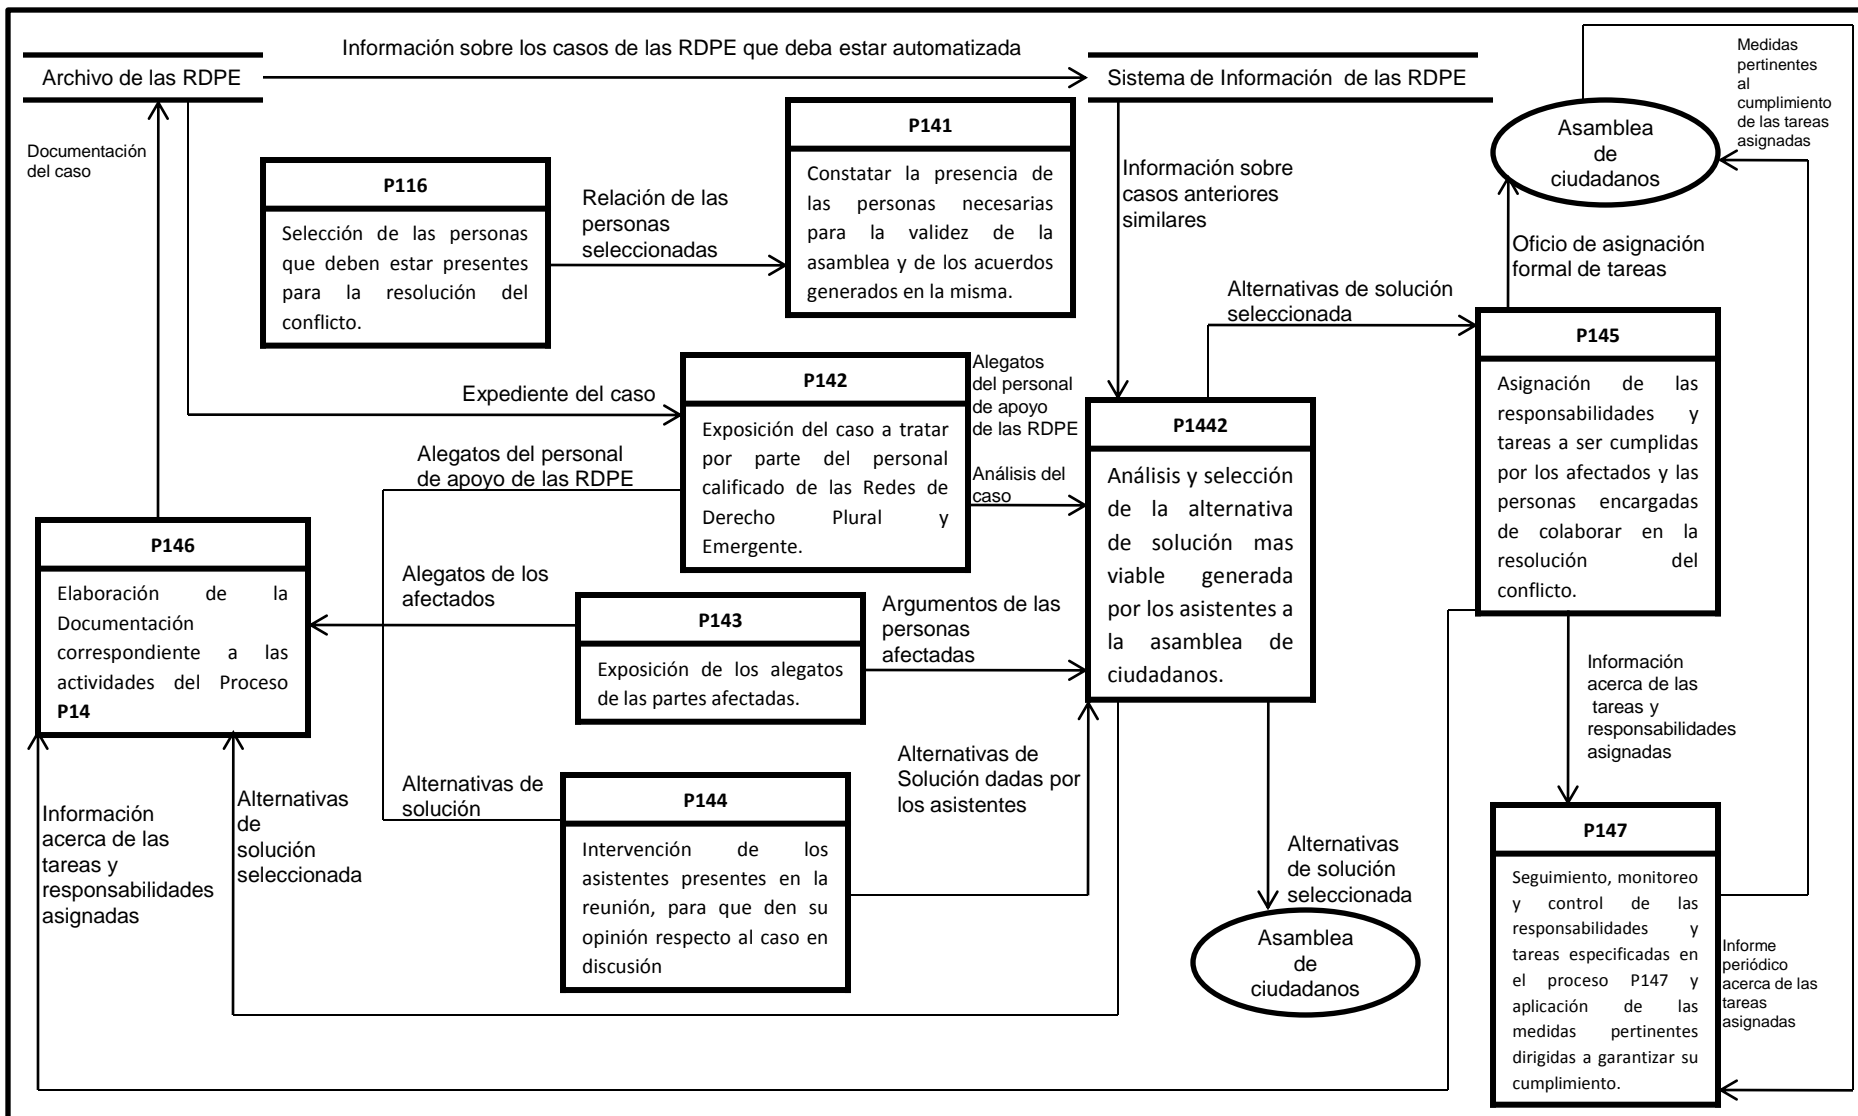 Información sobre los casos de las RDPE que deba estar automatizada
Archivo de las RDPE
Sistema de Información de las RDPE
Medidas
pertinentes
al
cumplimiento
de las tareas
asignadas
Asamblea
de
ciudadanos
Documentación
del caso
P116
Selección de las personas
que deben estar presentes
para la resolución del
conflicto.
Relación de las
personas
seleccionadas
P141
Constatar la presencia de
las personas necesarias
para la validez de la
asamblea y de los acuerdos
generados en la misma.
Información sobre
casos anteriores
similares
Oficio de asignación
formal de tareas
Alternativas de solución
seleccionada
Expediente del caso
P142
Exposición del caso a tratar
por parte del personal
calificado de las Redes de
Derecho Plural y
Emergente.
Alegatos
del personal
de apoyo
de las RDPE
Análisis del
caso
Alegatos del personal
de apoyo de las RDPE
P1442
Análisis y selección
de la alternativa
de solución mas
viable generada
por los asistentes a
la asamblea de
ciudadanos.
P145
Asignación de las
responsabilidades y
tareas a ser cumplidas
por los afectados y las
personas encargadas
de colaborar en la
resolución del
conflicto.
P146
Elaboración de la
Documentación
correspondiente a las
actividades del Proceso
P14
Alegatos de los
afectados
P143
Exposición de los alegatos
de las partes afectadas.
Argumentos de las
personas
afectadas
Información
acerca de las
tareas y
responsabilidades
asignadas
Información
acerca de las
tareas y
responsabilidades
asignadas
Alternativas
de
solución
seleccionada
Alternativas de
solución
P144
Intervención de los
asistentes presentes en la
reunión, para que den su
opinión respecto al caso en
discusión
Alternativas de
Solución dadas por
los asistentes
Alternativas
de solución
seleccionada
Asamblea
de
ciudadanos
P147
Seguimiento, monitoreo
y control de las
responsabilidades y
tareas especificadas en
el proceso P147 y
aplicación de las
medidas pertinentes
dirigidas a garantizar su
cumplimiento.
Informe
periódico
acerca de las
tareas
asignadas